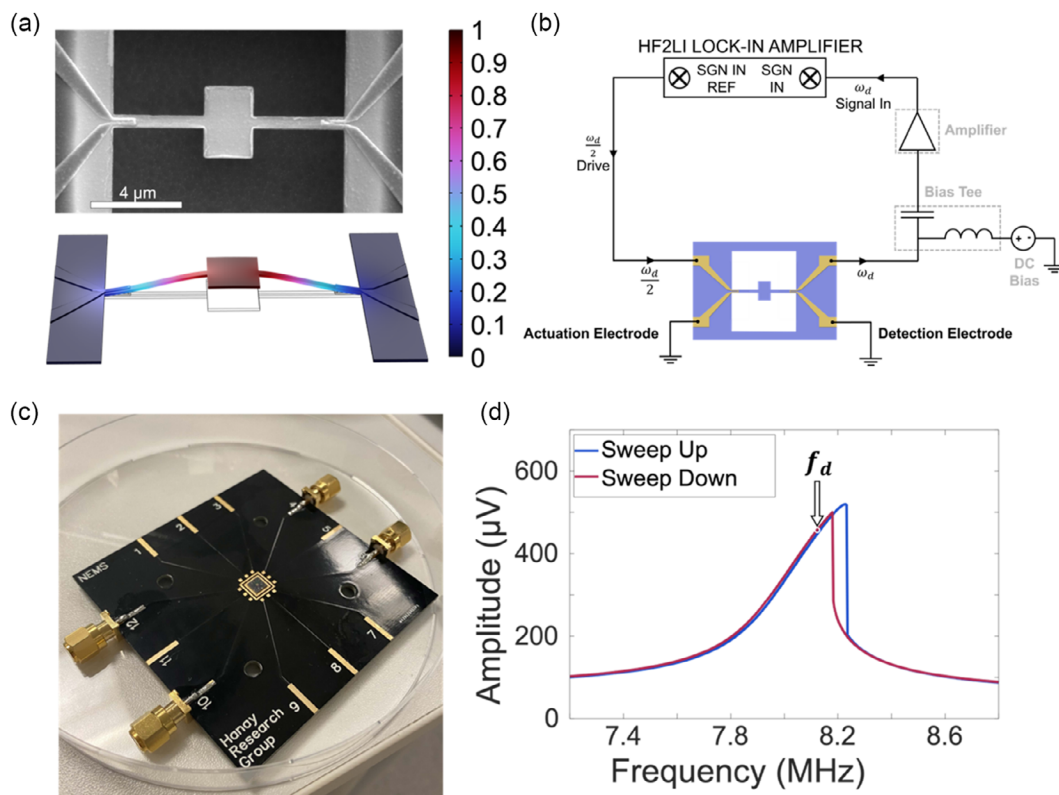 (a)
4 μm
1
0.9
0.8
0.7
0.6
0.5
0.4
0.3
0.2
0.1
0
(b)
HF2LI LOCK-IN AMPLIFIER
SGN IN
REF
SGN
IN
ω_d
Signal In
ω_d/2
Drive
Amplifier
Bias Tee
DC
Bias
ω_d/2
ω_d
Actuation Electrode
Detection Electrode
(c)
NEMS
1
2
3
4
5
7
8
9
10
11
12
Hanay
Research
Group
(d)
Sweep Up
Sweep Down
f_d
Amplitude (μV)
600
400
200
0
7.4
7.8
8.2
8.6
Frequency (MHz)